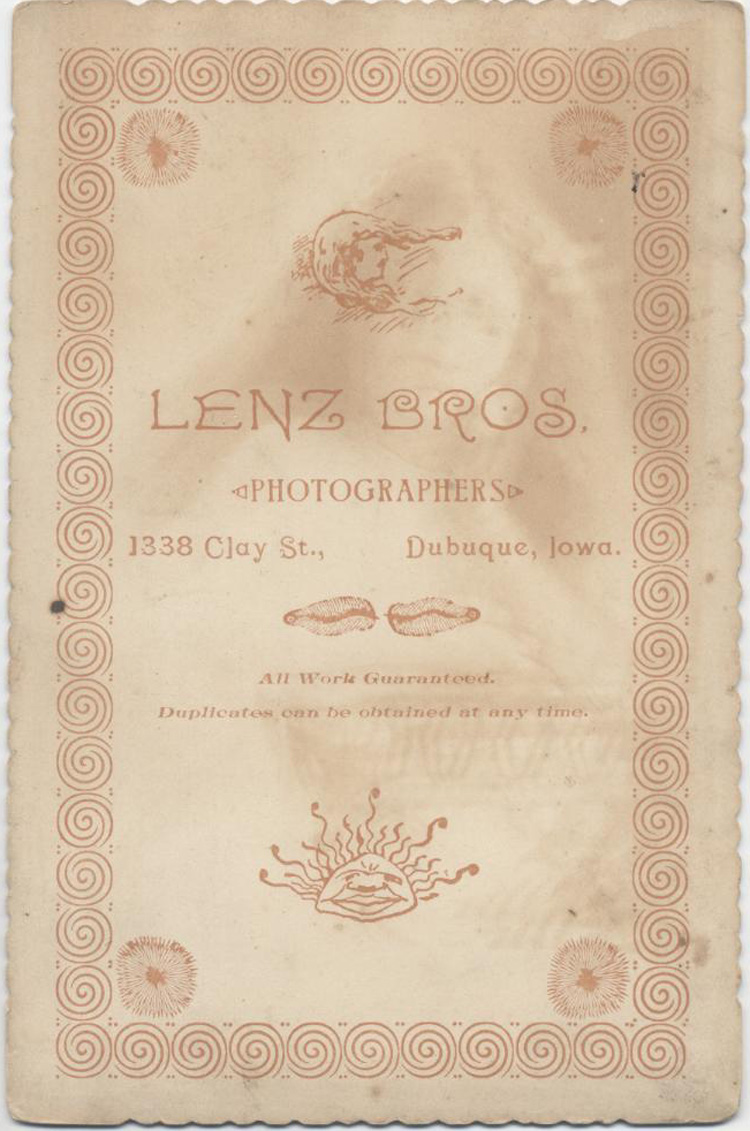 LENZ BROS.
PHOTOGRAPHERS
1338 Clay St., Dubuque, Iowa.
All Work Guaranteed.
Duplicates can be obtained at any time.